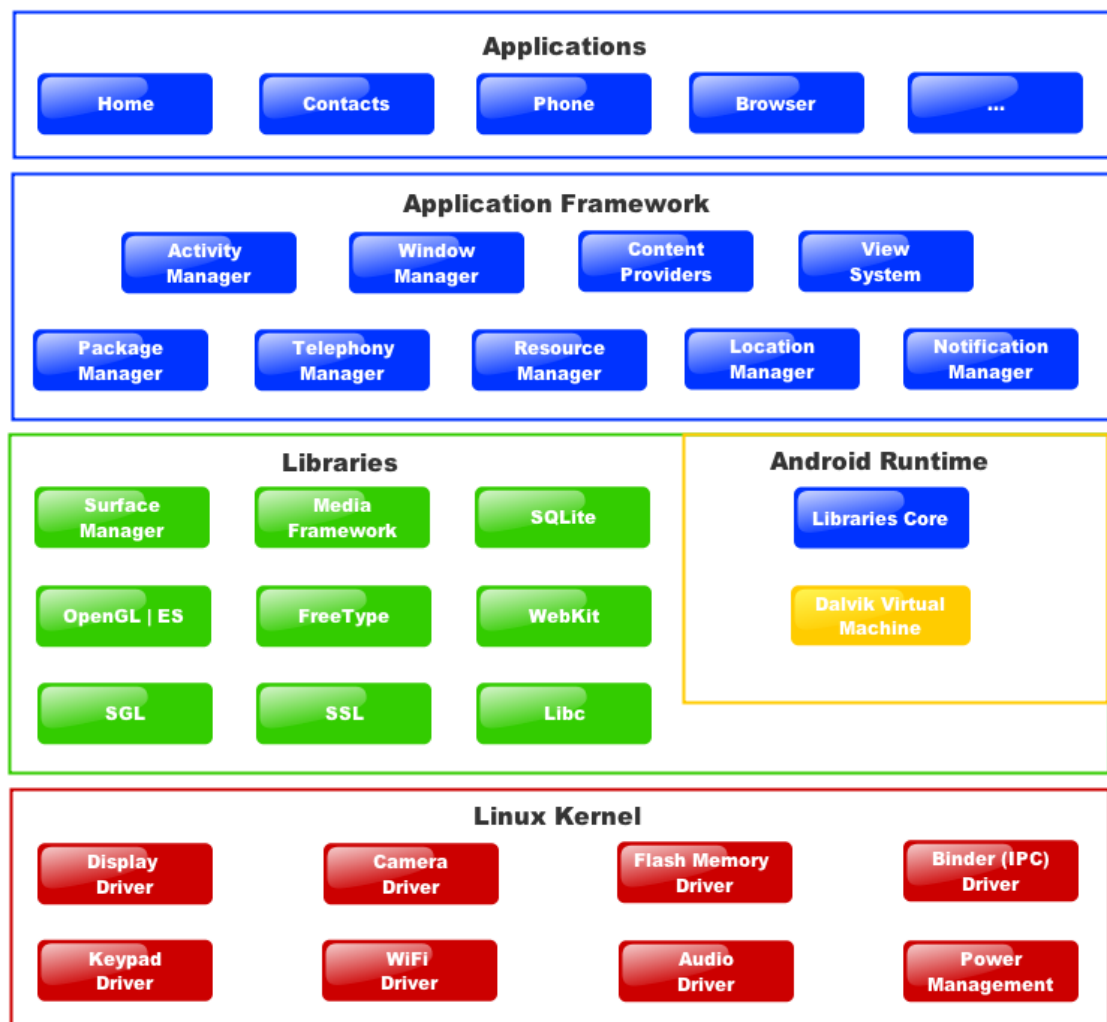 Applications
Home
Contacts
Phone
Browser
...
Application Framework
Activity
Manager
Window
Manager
Content
Providers
View
System
Package
Manager
Telephony
Manager
Resource
Manager
Location
Manager
Notification
Manager
Libraries
Surface
Manager
Media
Framework
SQLite
OpenGL | ES
FreeType
WebKit
SGL
SSL
Libc
Android Runtime
Libraries Core
Dalvik Virtual
Machine
Linux Kernel
Display
Driver
Camera
Driver
Flash Memory
Driver
Binder (IPC)
Driver
Keypad
Driver
WiFi
Driver
Audio
Driver
Power
Management